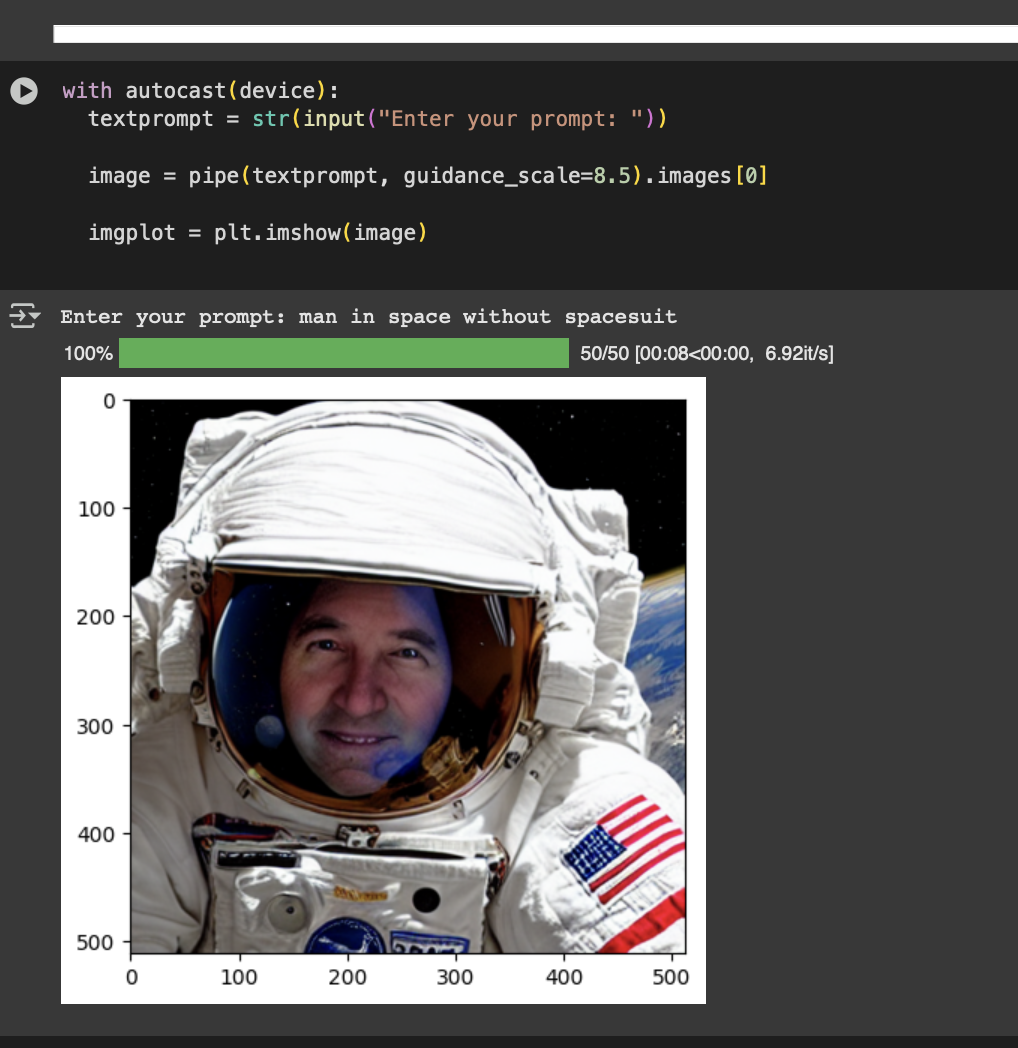 with autocast(device):
textprompt = str(input("Enter your prompt: "))
image = pipe(textprompt, guidance_scale=8.5).images[0]
imgplot = plt.imshow(image)
Enter your prompt: man in space without spacesuit
100%
50/50 [00:08<00:00, 6.92it/s]
0
100
200
300
400
500
0 100 200 300 400 500